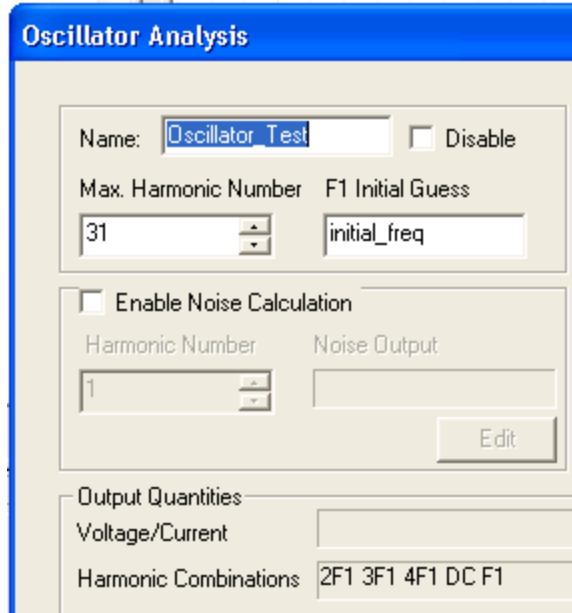 Oscillator Analysis
Name: Oscillator_Test Disable
Max. Harmonic Number F1 Initial Guess
31 initial_freq
Enable Noise Calculation
Harmonic Number Noise Output
1
Edit
Output Quantities
Voltage/Current
Harmonic Combinations 2F1 3F1 4F1 DC F1